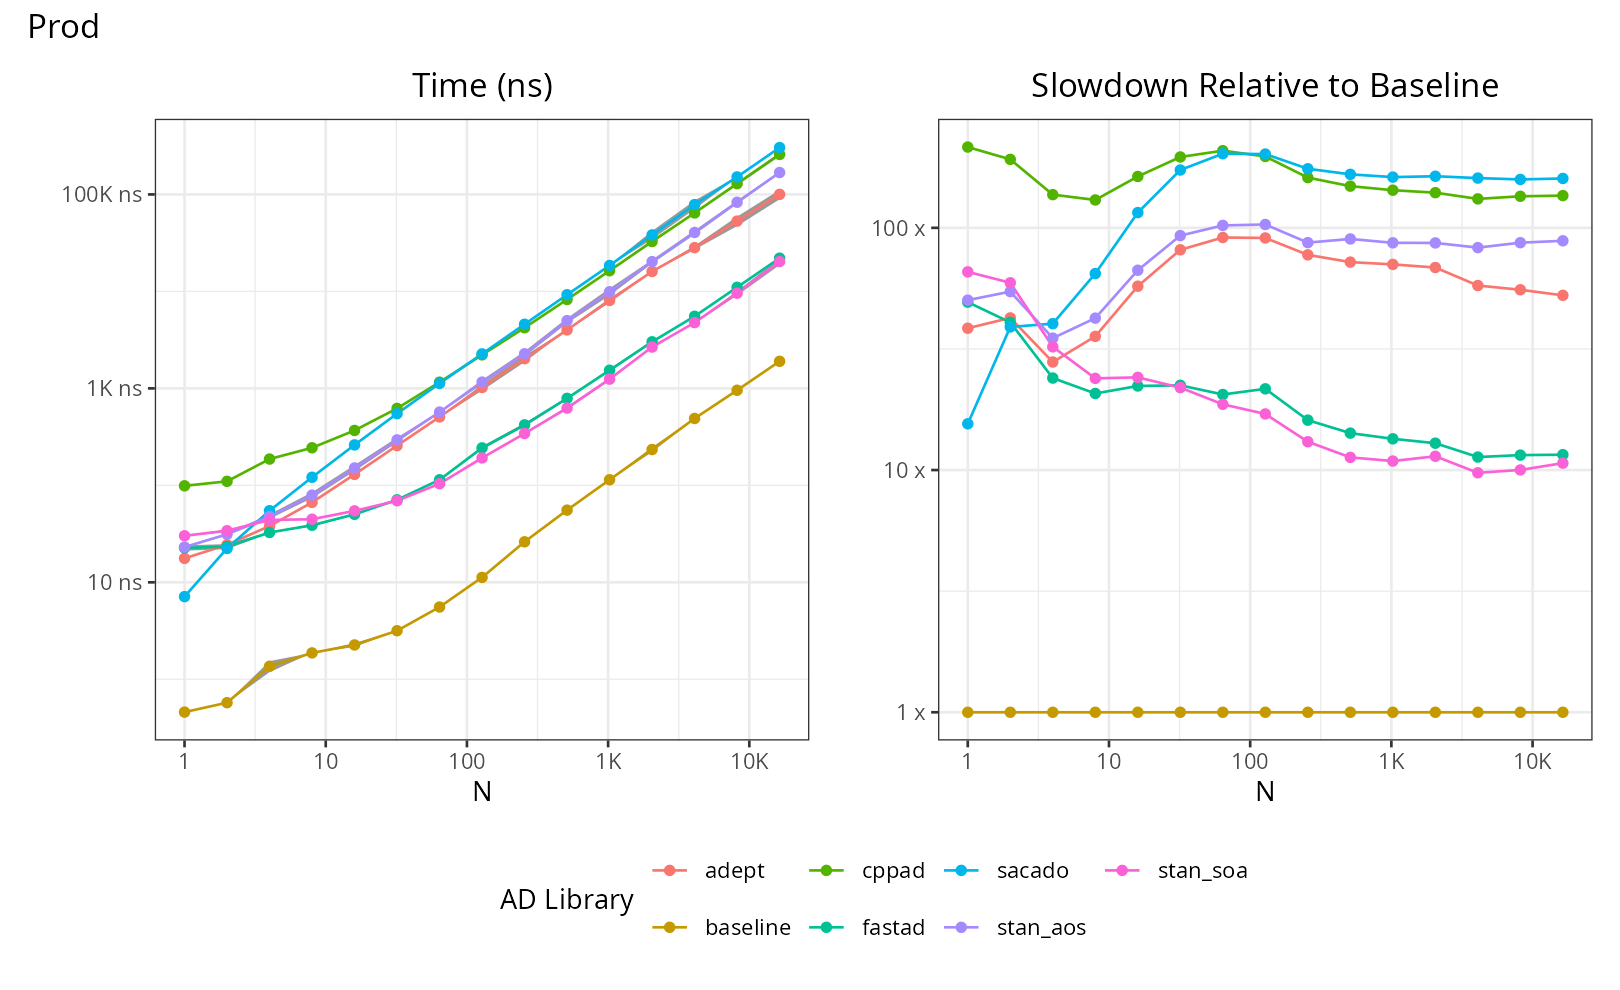 Prod
Time (ns)
Slowdown Relative to Baseline
100K ns
1K ns
10 ns
100 x
10 x
1 x
1 10 100 1K 10K
1 10 100 1K 10K
N
N
AD Library
adept cppad sacado stan_soa
baseline fastad stan_aos